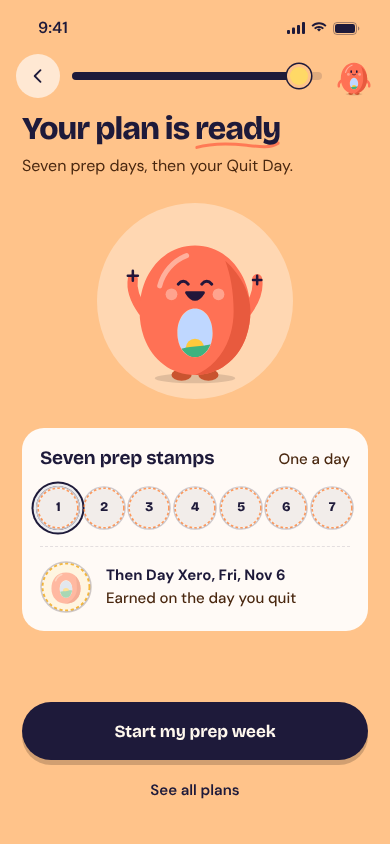 9:41
Your plan is ready
Seven prep days, then your Quit Day.
Seven prep stamps
One a day
1 2 3 4 5 6 7
Then Day Xero, Fri, Nov 6
Earned on the day you quit
Start my prep week
See all plans